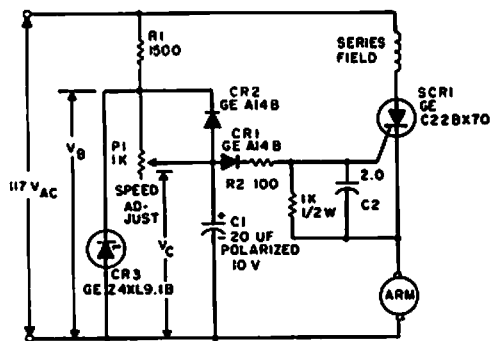 R1
1500
SERIES
FIELD
CR2
GE A14B
SCR1
GE
C22BX70
CR1
GE A14B
VB
P1
1K
117 VAC
2.0
R2 100
SPEED
AD-
JUST
1K
1/2W
C2
VC
+
C1
20 UF
POLARIZED
10 V
CR3
GE Z4XL9.1B
ARM